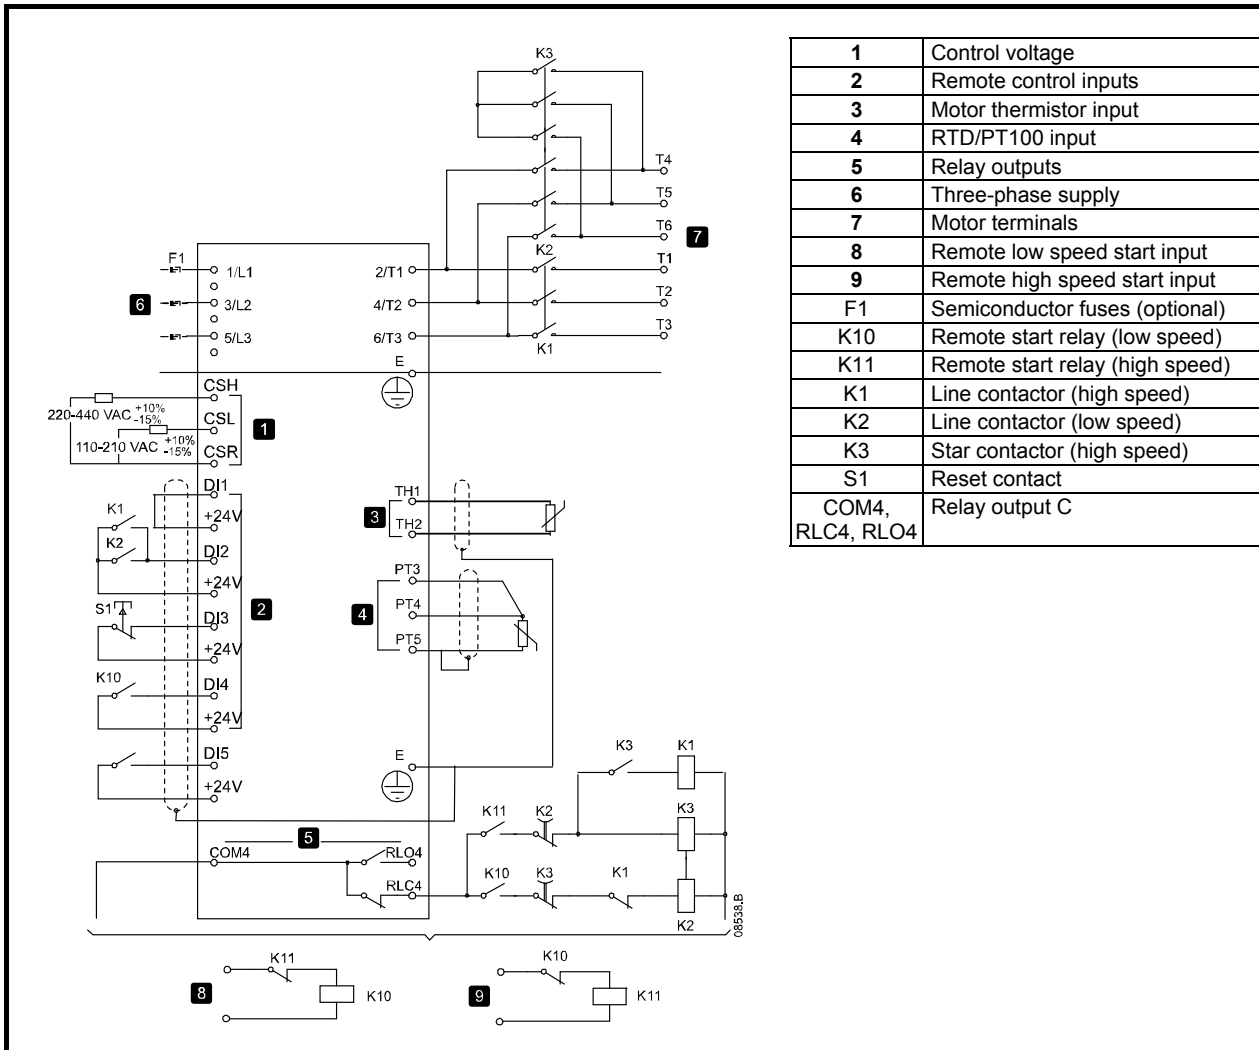 K3
T4
T5
T6
7
K2
T1
T2
T3
K1
F1
1/L1
2/T1
6
3/L2
4/T2
5/L3
6/T3
E
CSH
220-440 VAC +10% -15%
CSL
1
110-210 VAC +10% -15%
CSR
DI1
K1
+24V
K2
DI2
+24V
S1
DI3
2
+24V
K10
DI4
+24V
DI5
+24V
TH1
3
TH2
PT3
4
PT4
PT5
E
K3
K1
5
COM4
RLO4
RLC4
K11
K2
K3
K10
K3
K1
K2
08538.B
8
K11
K10
9
K10
K11
1 Control voltage
2 Remote control inputs
3 Motor thermistor input
4 RTD/PT100 input
5 Relay outputs
6 Three-phase supply
7 Motor terminals
8 Remote low speed start input
9 Remote high speed start input
F1 Semiconductor fuses (optional)
K10 Remote start relay (low speed)
K11 Remote start relay (high speed)
K1 Line contactor (high speed)
K2 Line contactor (low speed)
K3 Star contactor (high speed)
S1 Reset contact
COM4, Relay output C
RLC4, RLO4